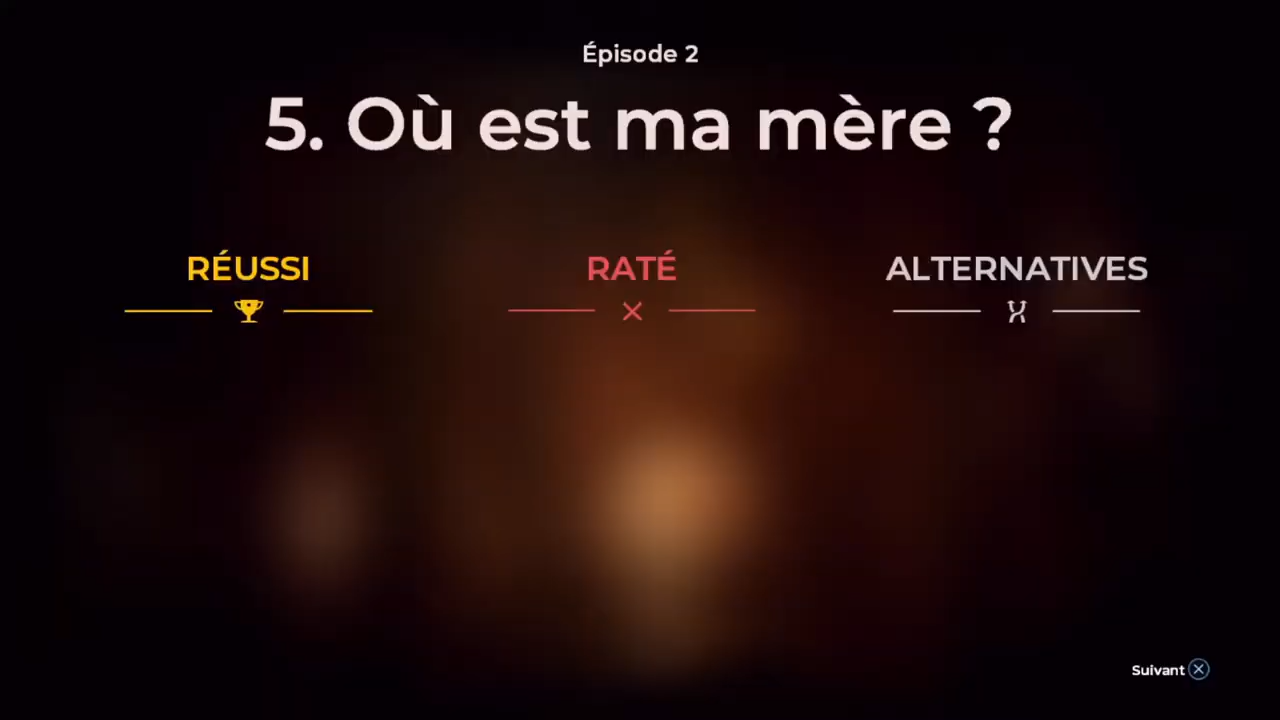 Épisode 2
5. Où est ma mère ?
RÉUSSI
RATÉ
ALTERNATIVES
Suivant